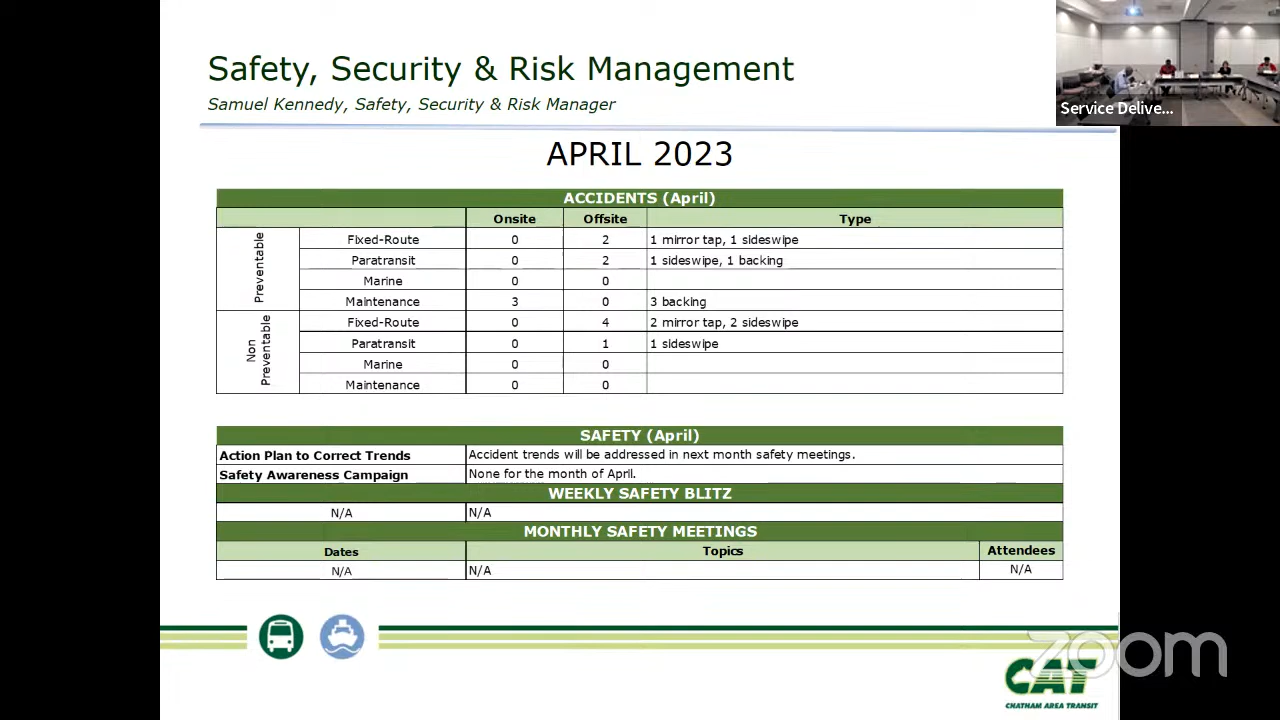 Safety, Security & Risk Management
Samuel Kennedy, Safety, Security & Risk Manager
Service Delive...
APRIL 2023
ACCIDENTS (April)
Onsite Offsite Type
Preventable
Fixed-Route 0 2 1 mirror tap, 1 sideswipe
Paratransit 0 2 1 sideswipe, 1 backing
Marine 0 0
Maintenance 3 0 3 backing
Non
Preventable
Fixed-Route 0 4 2 mirror tap, 2 sideswipe
Paratransit 0 1 1 sideswipe
Marine 0 0
Maintenance 0 0
SAFETY (April)
Action Plan to Correct Trends Accident trends will be addressed in next month safety meetings.
Safety Awareness Campaign None for the month of April.
WEEKLY SAFETY BLITZ
N/A N/A
MONTHLY SAFETY MEETINGS
Dates Topics Attendees
N/A N/A N/A
zoom
CAT
CHATHAM AREA TRANSIT